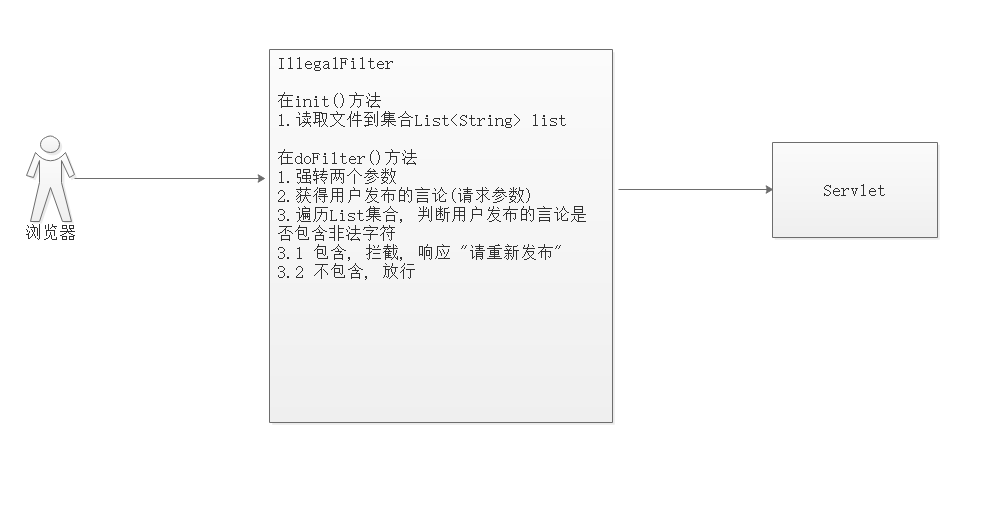 IllegalFilter
在init()方法
1.读取文件到集合List<String> list
在doFilter()方法
1.强转两个参数
2.获得用户发布的言论(请求参数)
3.遍历List集合, 判断用户发布的言论是
否包含非法字符
3.1 包含, 拦截, 响应 "请重新发布"
3.2 不包含, 放行
浏览器
Servlet